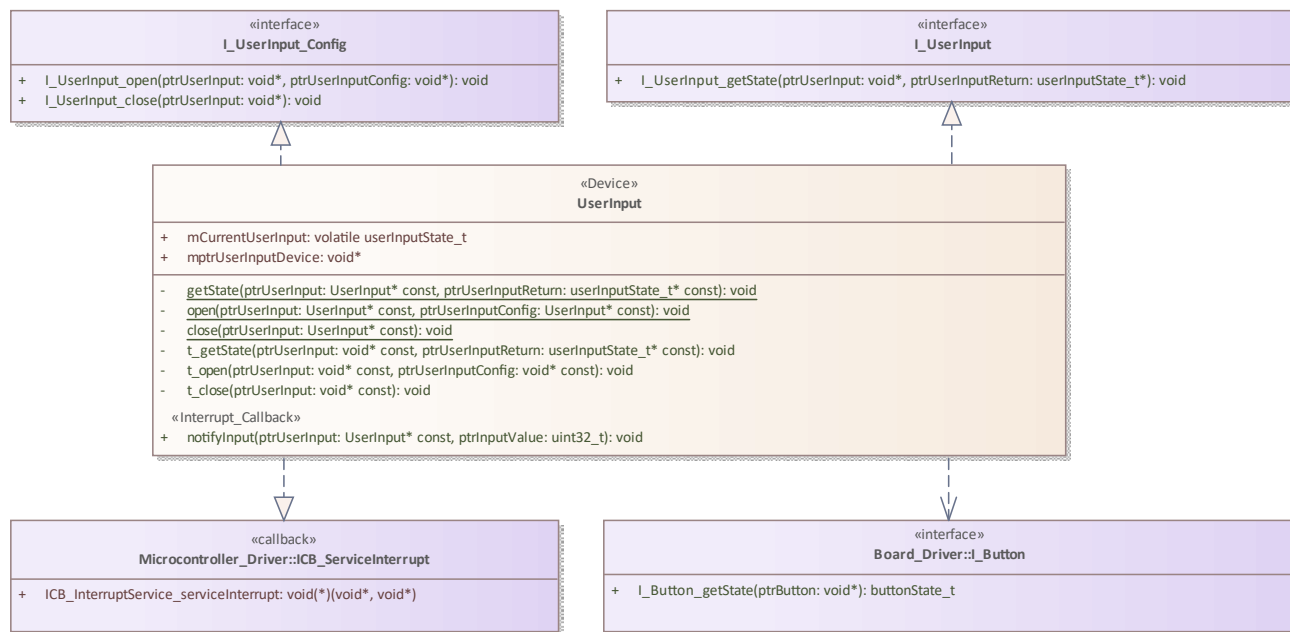 «interface»
I_UserInput_Config
+ I_UserInput_open(ptrUserInput: void*, ptrUserInputConfig: void*): void
+ I_UserInput_close(ptrUserInput: void*): void
«interface»
I_UserInput
+ I_UserInput_getState(ptrUserInput: void*, ptrUserInputReturn: userInputState_t*): void
«Device»
UserInput
+ mCurrentUserInput: volatile userInputState_t
+ mptrUserInputDevice: void*
- getState(ptrUserInput: UserInput* const, ptrUserInputReturn: userInputState_t* const): void
- open(ptrUserInput: UserInput* const, ptrUserInputConfig: UserInput* const): void
- close(ptrUserInput: UserInput* const): void
- t_getState(ptrUserInput: void* const, ptrUserInputReturn: userInputState_t* const): void
- t_open(ptrUserInput: void* const, ptrUserInputConfig: void* const): void
- t_close(ptrUserInput: void* const): void
«Interrupt_Callback»
+ notifyInput(ptrUserInput: UserInput* const, ptrInputValue: uint32_t): void
«callback»
Microcontroller_Driver::ICB_ServiceInterrupt
+ ICB_InterruptService_serviceInterrupt: void(*)(void*, void*)
«interface»
Board_Driver::I_Button
+ I_Button_getState(ptrButton: void*): buttonState_t